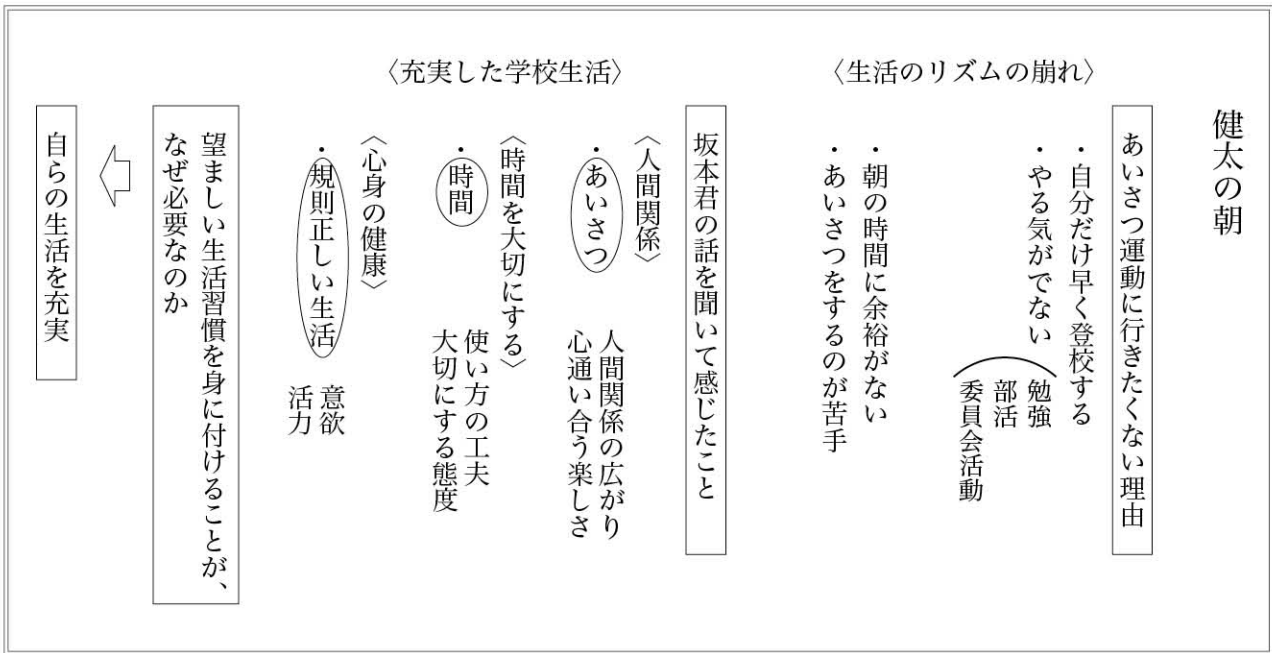 健太の朝
〈生活のリズムの崩れ〉
あいさつ運動に行きたくない理由
・自分だけ早く登校する
・やる気がでない
勉強
部活
委員会活動
・朝の時間に余裕がない
・あいさつをするのが苦手
〈充実した学校生活〉
坂本君の話を聞いて感じたこと
〈人間関係〉
・あいさつ
人間関係の広がり
心通い合う楽しさ
〈時間を大切にする〉
・時間
使い方の工夫
大切にする態度
〈心身の健康〉
・規則正しい生活
意欲
活力
望ましい生活習慣を身に付けることが、
なぜ必要なのか
自らの生活を充実